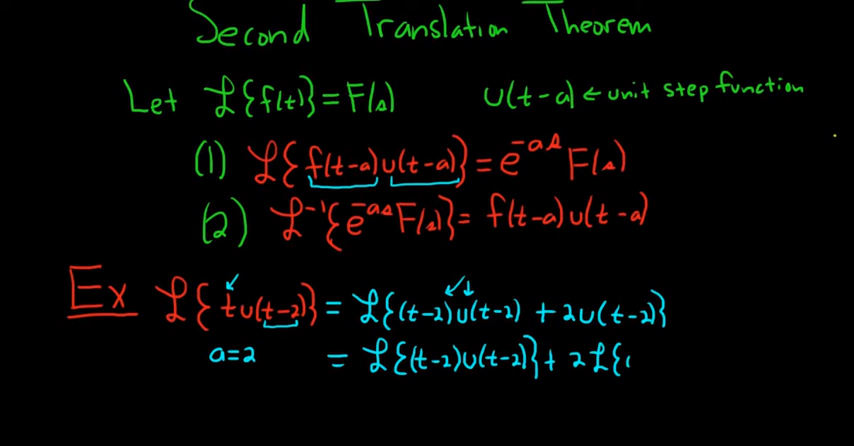 Second Translation Theorem
Let ℒ{f(t)} = F(s) U(t-a) ← unit step function
(1) ℒ{f(t-a)U(t-a)} = e^{-as} F(s)
(2) ℒ^{-1}{e^{-as}F(s)} = f(t-a)U(t-a)
Ex ℒ{tU(t-2)} = ℒ{(t-2)U(t-2) + 2U(t-2)}
a=2 = ℒ{(t-2)U(t-2)} + 2ℒ{